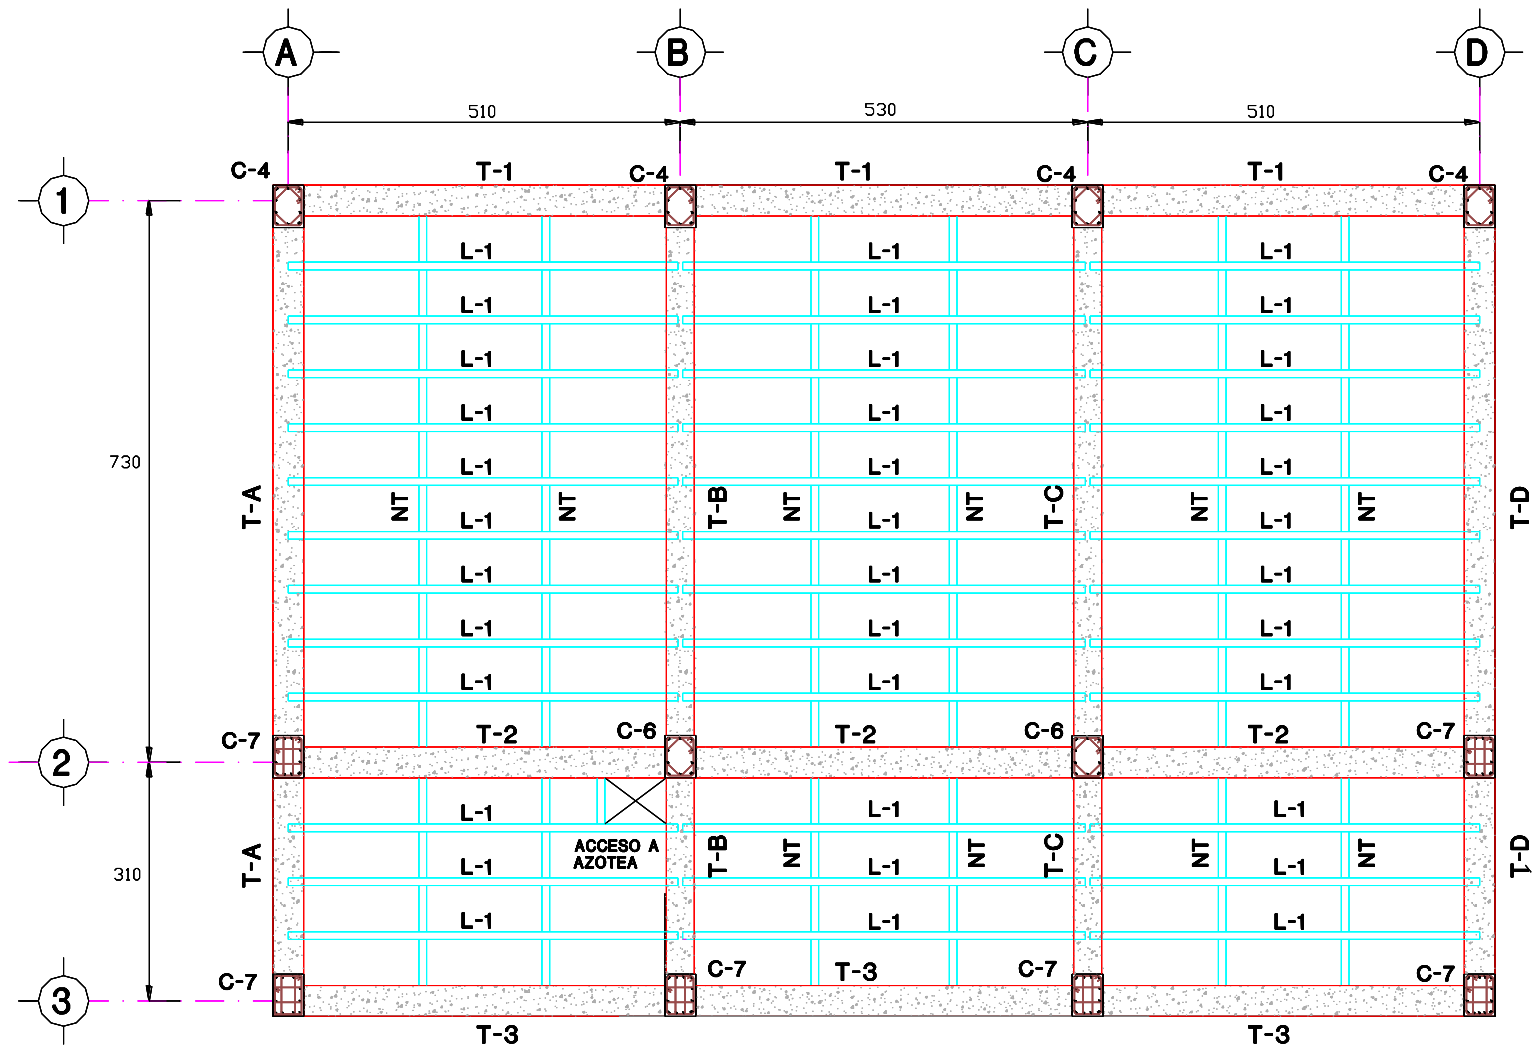 A B C D
510 530 510
C-4 T-1 C-4 T-1 C-4 T-1 C-4
1
L-1 L-1 L-1
L-1 L-1 L-1
L-1 L-1 L-1
L-1 L-1 L-1
730
L-1 L-1 L-1
T-A NT NT T-B NT NT T-C NT NT T-D
L-1 L-1 L-1
L-1 L-1 L-1
L-1 L-1 L-1
L-1 L-1 L-1
C-7 T-2 C-6 T-2 C-6 T-2 C-7
2
L-1 L-1 L-1
ACCESO A
AZOTEA
T-A T-B NT NT T-C NT NT T-D-1
310
L-1 L-1 L-1
L-1 L-1 L-1
C-7 C-7 T-3 C-7 C-7
3
T-3 T-3